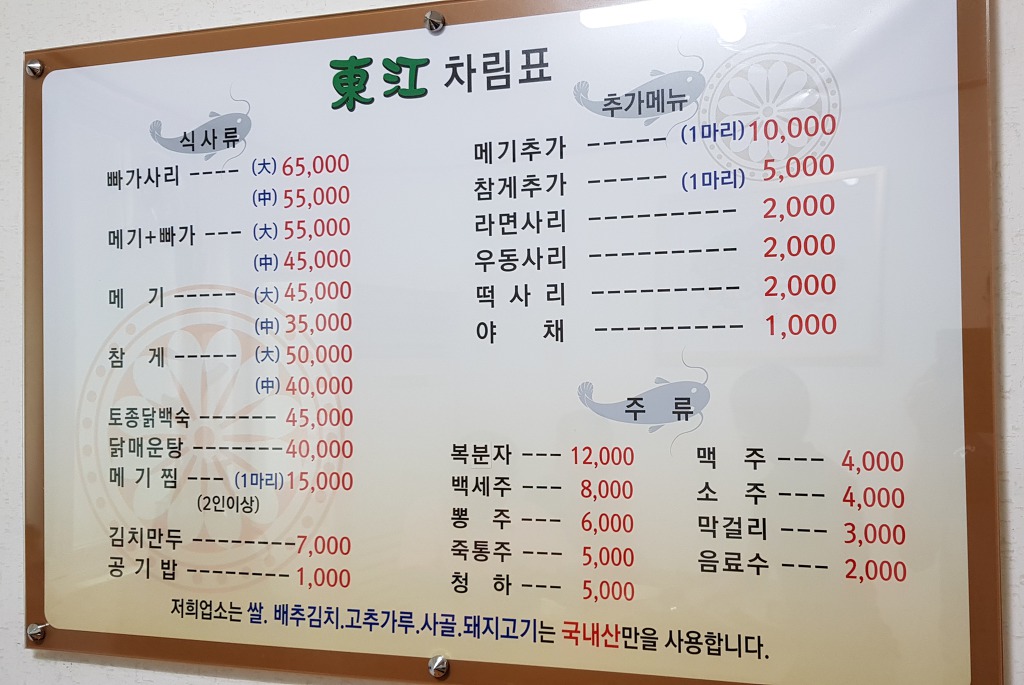 東江 차림표
식사류
빠가사리 ---- (大) 65,000
(中) 55,000
메기+빠가 --- (大) 55,000
(中) 45,000
메 기 ----- (大) 45,000
(中) 35,000
참 게 ----- (大) 50,000
(中) 40,000
토종닭백숙 ------- 45,000
닭매운탕 -------- 40,000
메기찜 --- (1마리) 15,000
(2인이상)
김치만두 --------- 7,000
공기밥 --------- 1,000
추가메뉴
메기추가 ----- (1마리) 10,000
참게추가 ----- (1마리) 5,000
라면사리 --------- 2,000
우동사리 --------- 2,000
떡사리 --------- 2,000
야 채 --------- 1,000
주 류
복분자 --- 12,000
백세주 --- 8,000
뽕 주 --- 6,000
죽통주 --- 5,000
청 하 --- 5,000
맥 주 --- 4,000
소 주 --- 4,000
막걸리 --- 3,000
음료수 --- 2,000
저희업소는 쌀. 배추김치.고추가루.사골.돼지고기는 국내산만을 사용합니다.